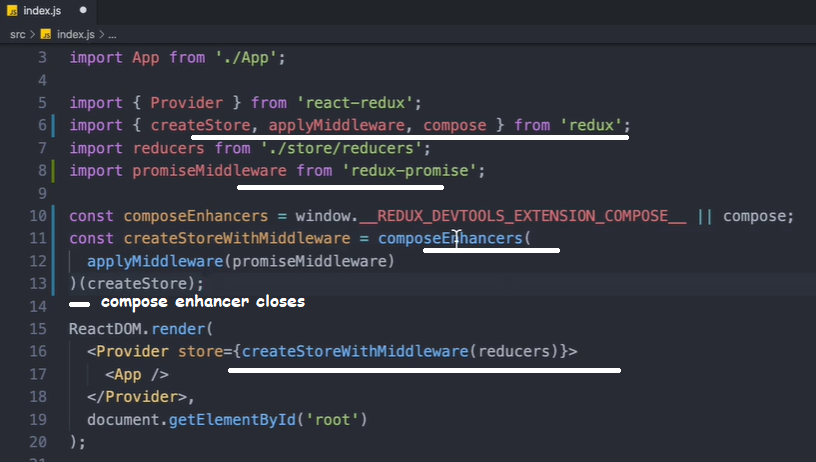 index.js
src > index.js > ...
3 import App from './App';
4
5 import { Provider } from 'react-redux';
6 import { createStore, applyMiddleware, compose } from 'redux';
7 import reducers from './store/reducers';
8 import promiseMiddleware from 'redux-promise';
9
10 const composeEnhancers = window.__REDUX_DEVTOOLS_EXTENSION_COMPOSE__ || compose;
11 const createStoreWithMiddleware = composeEnhancers(
12 applyMiddleware(promiseMiddleware)
13 )(createStore);
14 compose enhancer closes
15 ReactDOM.render(
16 <Provider store={createStoreWithMiddleware(reducers)}>
17 <App />
18 </Provider>,
19 document.getElementById('root')
20 );